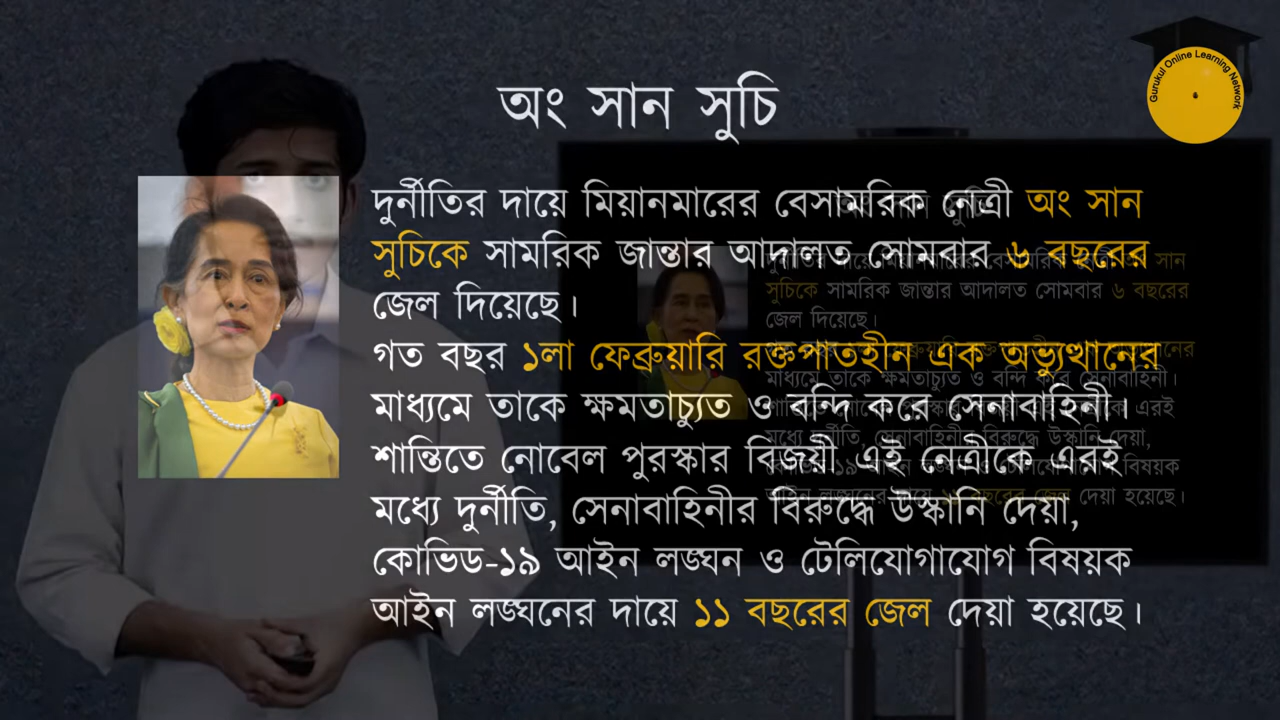 Gurukul Online Learning Network
অং সান সুচি
দুর্নীতির দায়ে মিয়ানমারের বেসামরিক নেত্রী অং সান
সুচিকে সামরিক জান্তার আদালত সোমবার ৬ বছরের
জেল দিয়েছে।
গত বছর ১লা ফেব্রুয়ারি রক্তপাতহীন এক অভ্যুত্থানের
মাধ্যমে তাকে ক্ষমতাচ্যুত ও বন্দি করে সেনাবাহিনী।
শান্তিতে নোবেল পুরস্কার বিজয়ী এই নেত্রীকে এরই
মধ্যে দুর্নীতি, সেনাবাহিনীর বিরুদ্ধে উস্কানি দেয়া,
কোভিড-১৯ আইন লঙ্ঘন ও টেলিযোগাযোগ বিষয়ক
আইন লঙ্ঘনের দায়ে ১১ বছরের জেল দেয়া হয়েছে।